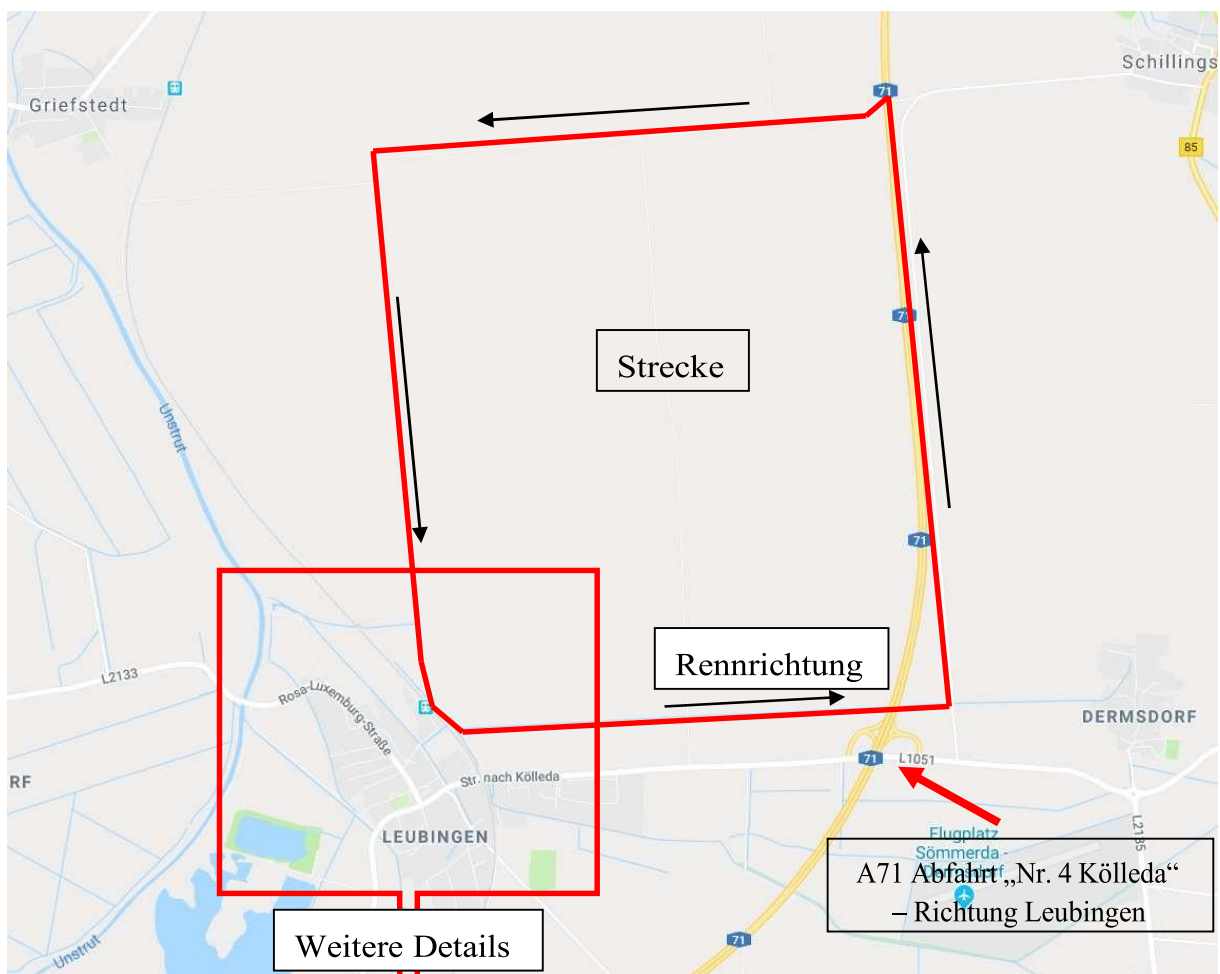 71
Schillings
Griefstedt
85
71
Strecke
Unstrut
71
Rennrichtung
L2133
Rosa-Luxemburg-Straße
DERMSDORF
RF
71
L1051
Str. nach Kölleda
LEUBINGEN
L2135
Flugplatz
Sömmerda -
A71 Abfahrt „Nr. 4 Kölleda“
– Richtung Leubingen
Weitere Details
71
Unstrut